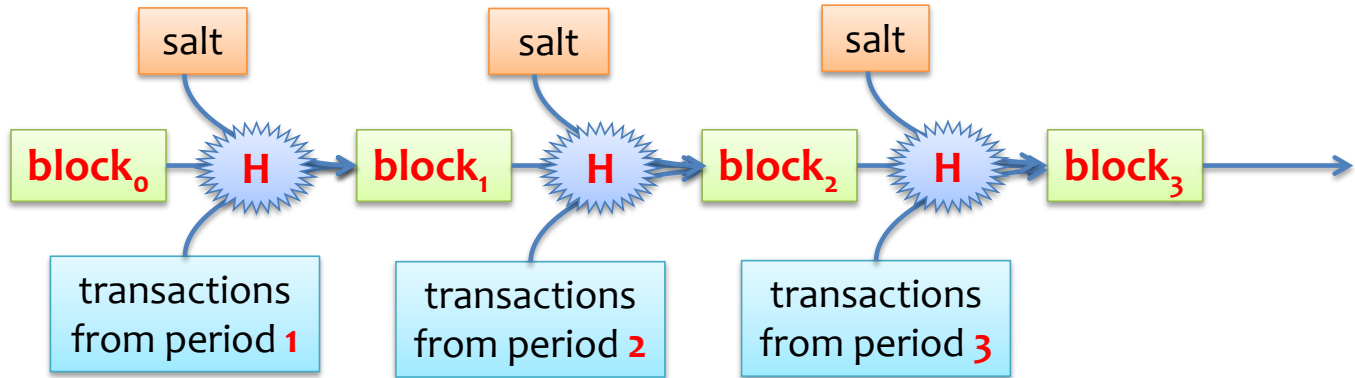 salt
salt
salt
block₀
H
block₁
H
block₂
H
block₃
transactions
from period 1
transactions
from period 2
transactions
from period 3